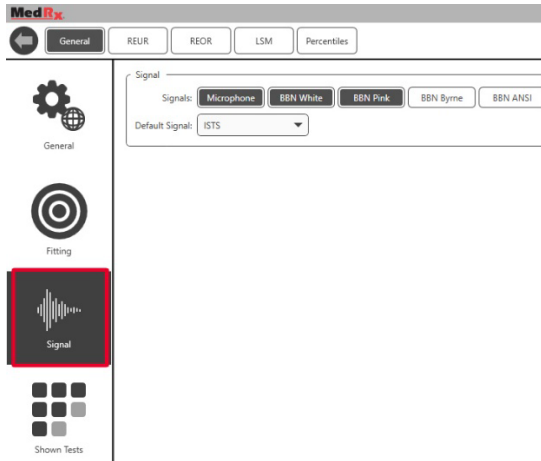 MedRx
General REUR REOR LSM Percentiles
Signal
Signals: Microphone BBN White BBN Pink BBN Byrne BBN ANSI
Default Signal: ISTS
General
Fitting
Signal
Shown Tests